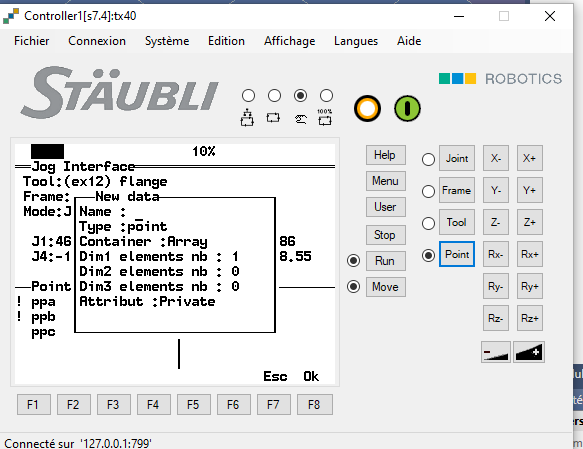 Controller1[s7.4]:tx40
Fichier Connexion Système Edition Affichage Langues Aide
STÄUBLI
ROBOTICS
100%
10%
Jog Interface
Tool:(ex12) flange
Frame:
New data
Mode:J
Name : _
Type :point
J1:46
Container :Array
86
J4:-1
Dim1 elements nb : 1
8.55
Dim2 elements nb : 0
Point
Dim3 elements nb : 0
! ppa
Attribut :Private
! ppb
ppc
Esc Ok
Help
Menu
User
Stop
Run
Move
Joint X- X+
Frame Y- Y+
Tool Z- Z+
Point Rx- Rx+
Ry- Ry+
Rz- Rz+
- +
F1 F2 F3 F4 F5 F6 F7 F8
Connecté sur '127.0.0.1:799'
té
ers